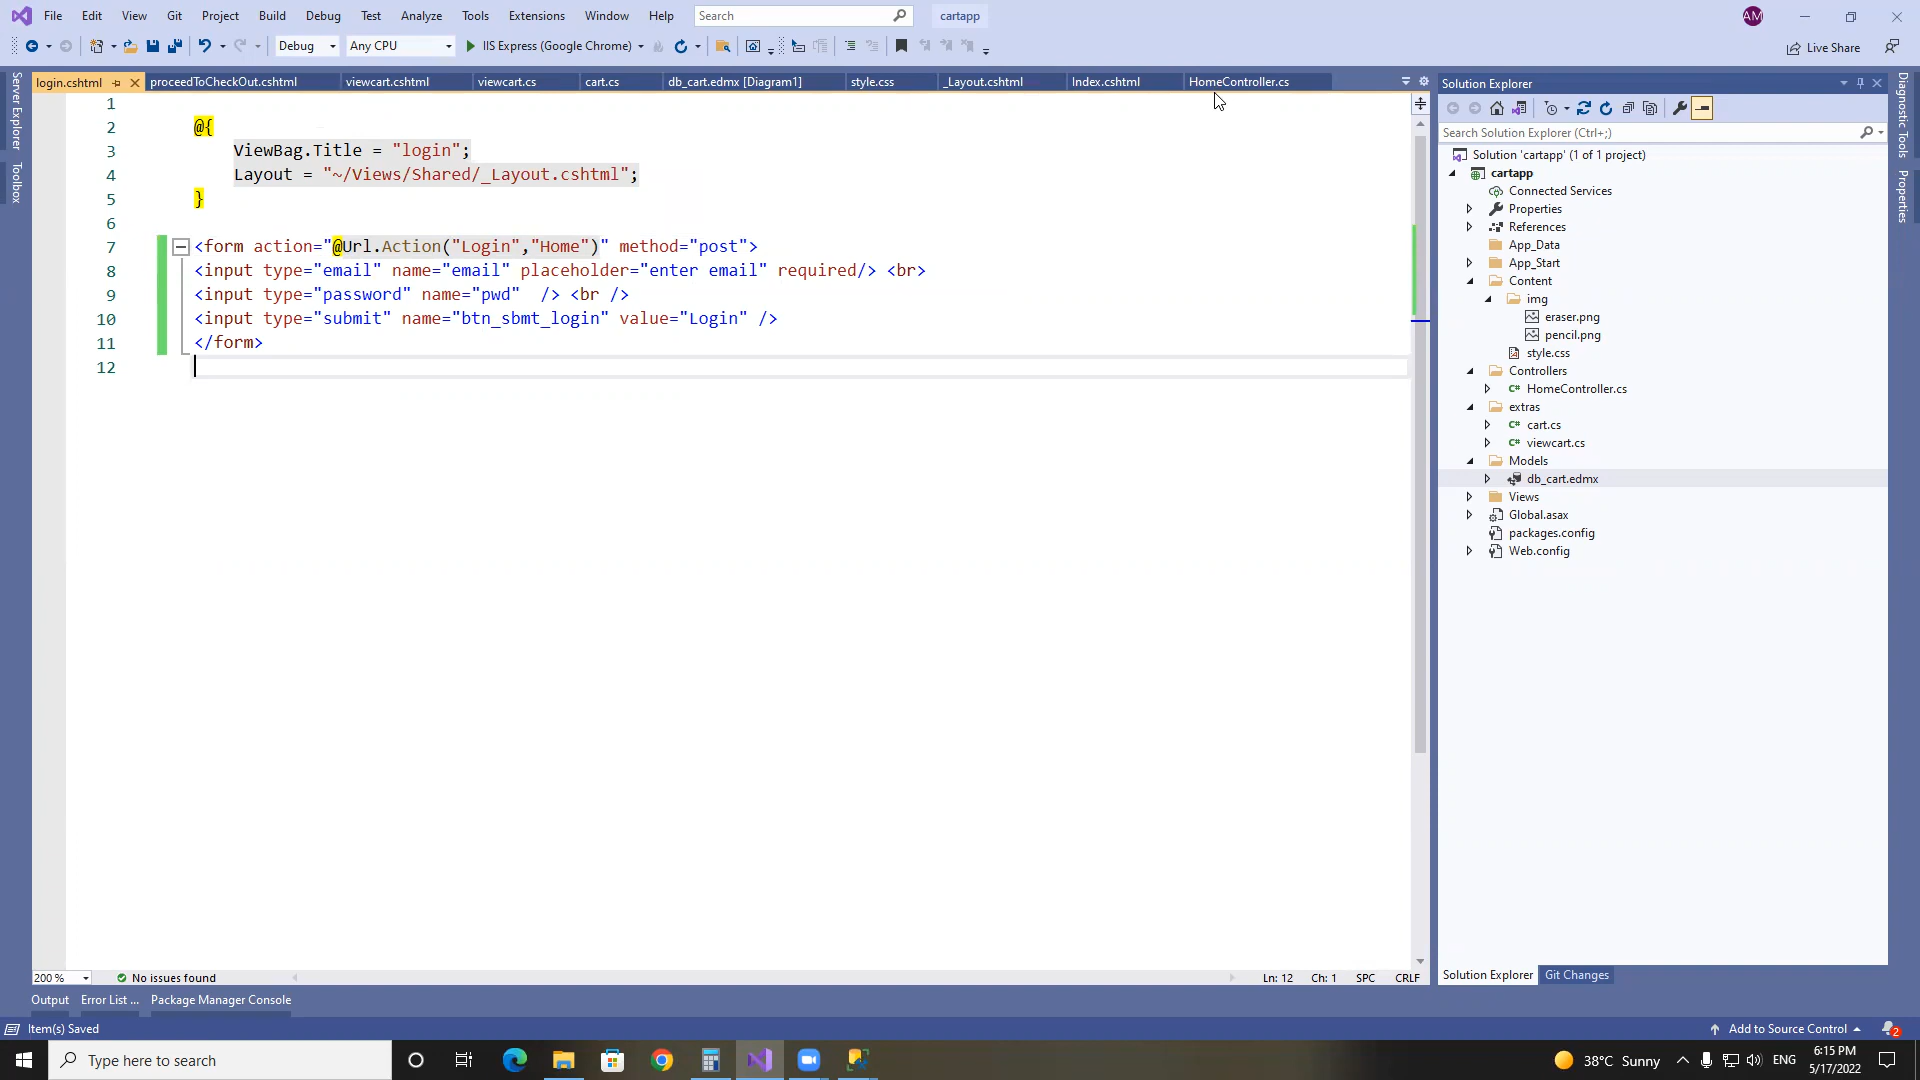 File Edit View Git Project Build Debug Test Analyze Tools Extensions Window Help Search cartapp AM
Debug Any CPU IIS Express (Google Chrome) Live Share
login.cshtml proceedToCheckOut.cshtml viewcart.cshtml viewcart.cs cart.cs db_cart.edmx [Diagram1] style.css _Layout.cshtml Index.cshtml HomeController.cs
Server Explorer
Toolbox
1
2 @{
3 ViewBag.Title = "login";
4 Layout = "~/Views/Shared/_Layout.cshtml";
5 }
6
7 <form action="@Url.Action("Login","Home")" method="post">
8 <input type="email" name="email" placeholder="enter email" required/> <br>
9 <input type="password" name="pwd"  /> <br />
10 <input type="submit" name="btn_sbmt_login" value="Login" />
11 </form>
12
200 % No issues found Ln: 12 Ch: 1 SPC CRLF
Solution Explorer
Search Solution Explorer (Ctrl+;)
Solution 'cartapp' (1 of 1 project)
cartapp
Connected Services
Properties
References
App_Data
App_Start
Content
img
eraser.png
pencil.png
style.css
Controllers
C# HomeController.cs
extras
C# cart.cs
C# viewcart.cs
Models
db_cart.edmx
Views
Global.asax
packages.config
Web.config
Solution Explorer Git Changes
Diagnostic Tools
Properties
Output Error List ... Package Manager Console
Item(s) Saved Add to Source Control 2
Type here to search 38°C Sunny ENG 6:15 PM
5/17/2022